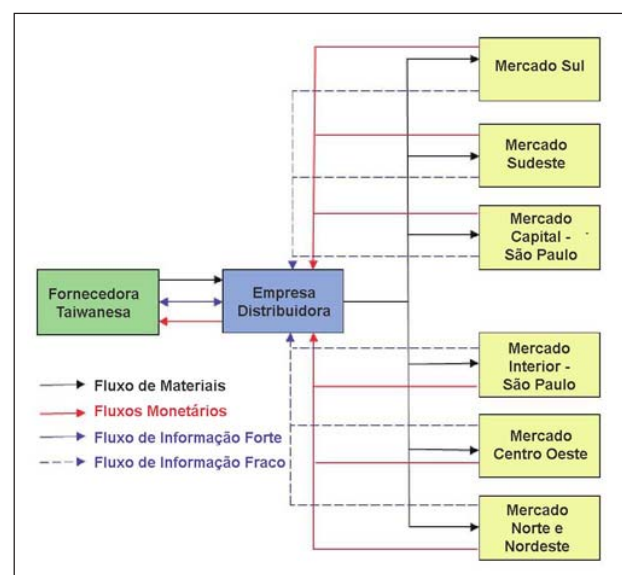 Mercado Sul
Mercado
Sudeste
Mercado
Capital -
São Paulo
Fornecedora
Taiwanesa
Empresa
Distribuidora
Mercado
Interior -
São Paulo
Mercado
Centro Oeste
Mercado
Norte e
Nordeste
Fluxo de Materiais
Fluxos Monetários
Fluxo de Informação Forte
Fluxo de Informação Fraco